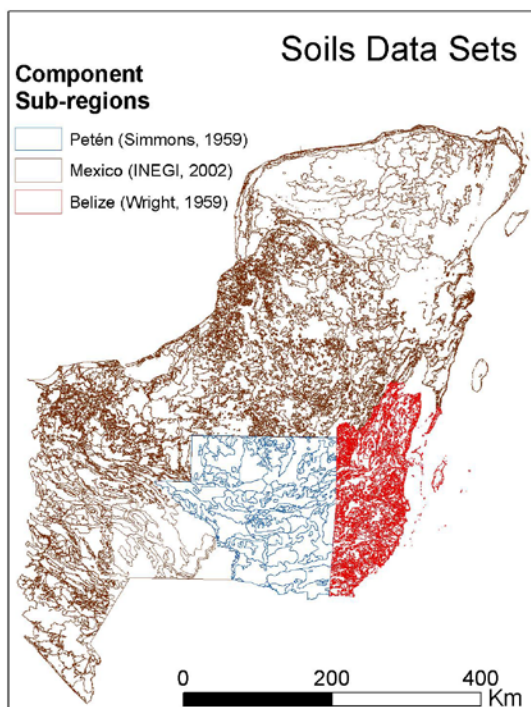 Soils Data Sets
Component
Sub-regions
Petén (Simmons, 1959)
Mexico (INEGI, 2002)
Belize (Wright, 1959)
0 200 400
Km